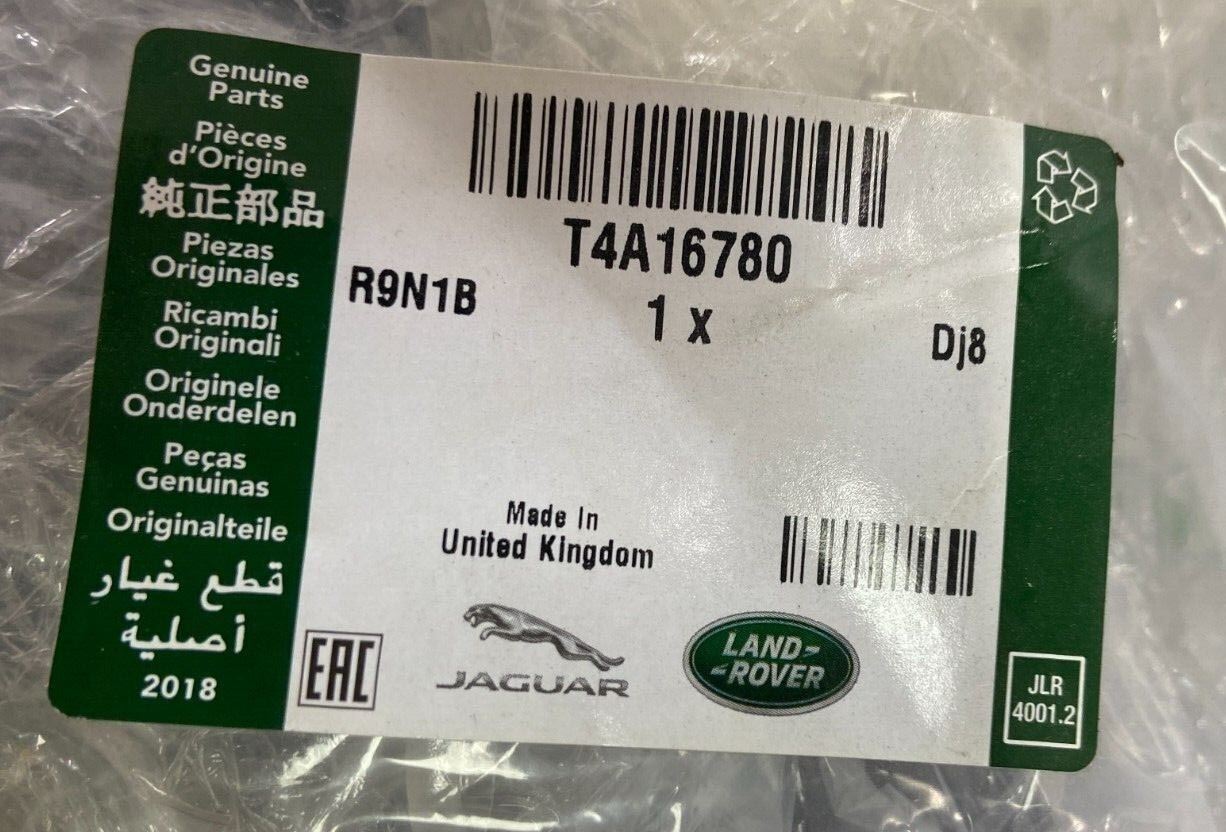 Genuine
Parts
Pièces
d'Origine
純正部品
Piezas
Originales
Ricambi
Originali
Originele
Onderdelen
Peças
Genuinas
Originalteile
قطع غيار
أصلية
2018
T4A16780
R9N1B
1 x
Dj8
Made In
United Kingdom
EAC
JAGUAR
LAND-
-ROVER
JLR
4001.2